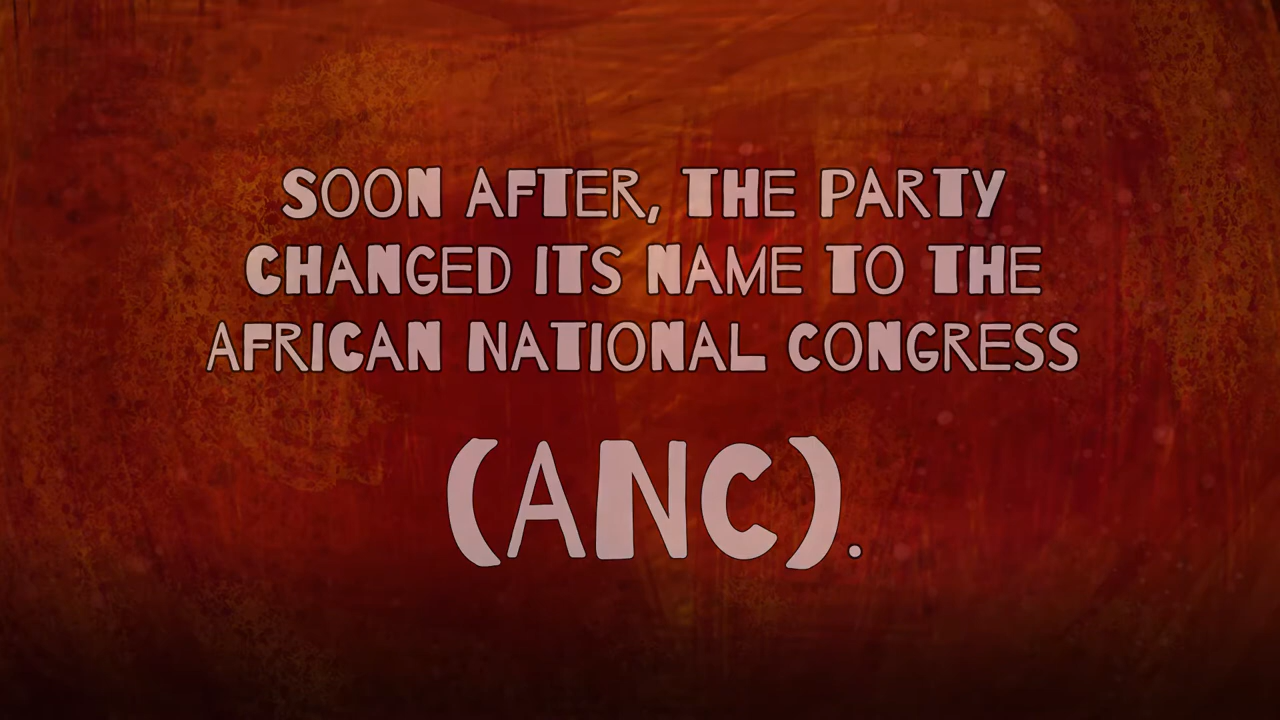 SOON AFTER, THE PARTY
CHANGED ITS NAME TO THE
AFRICAN NATIONAL CONGRESS
(ANC).